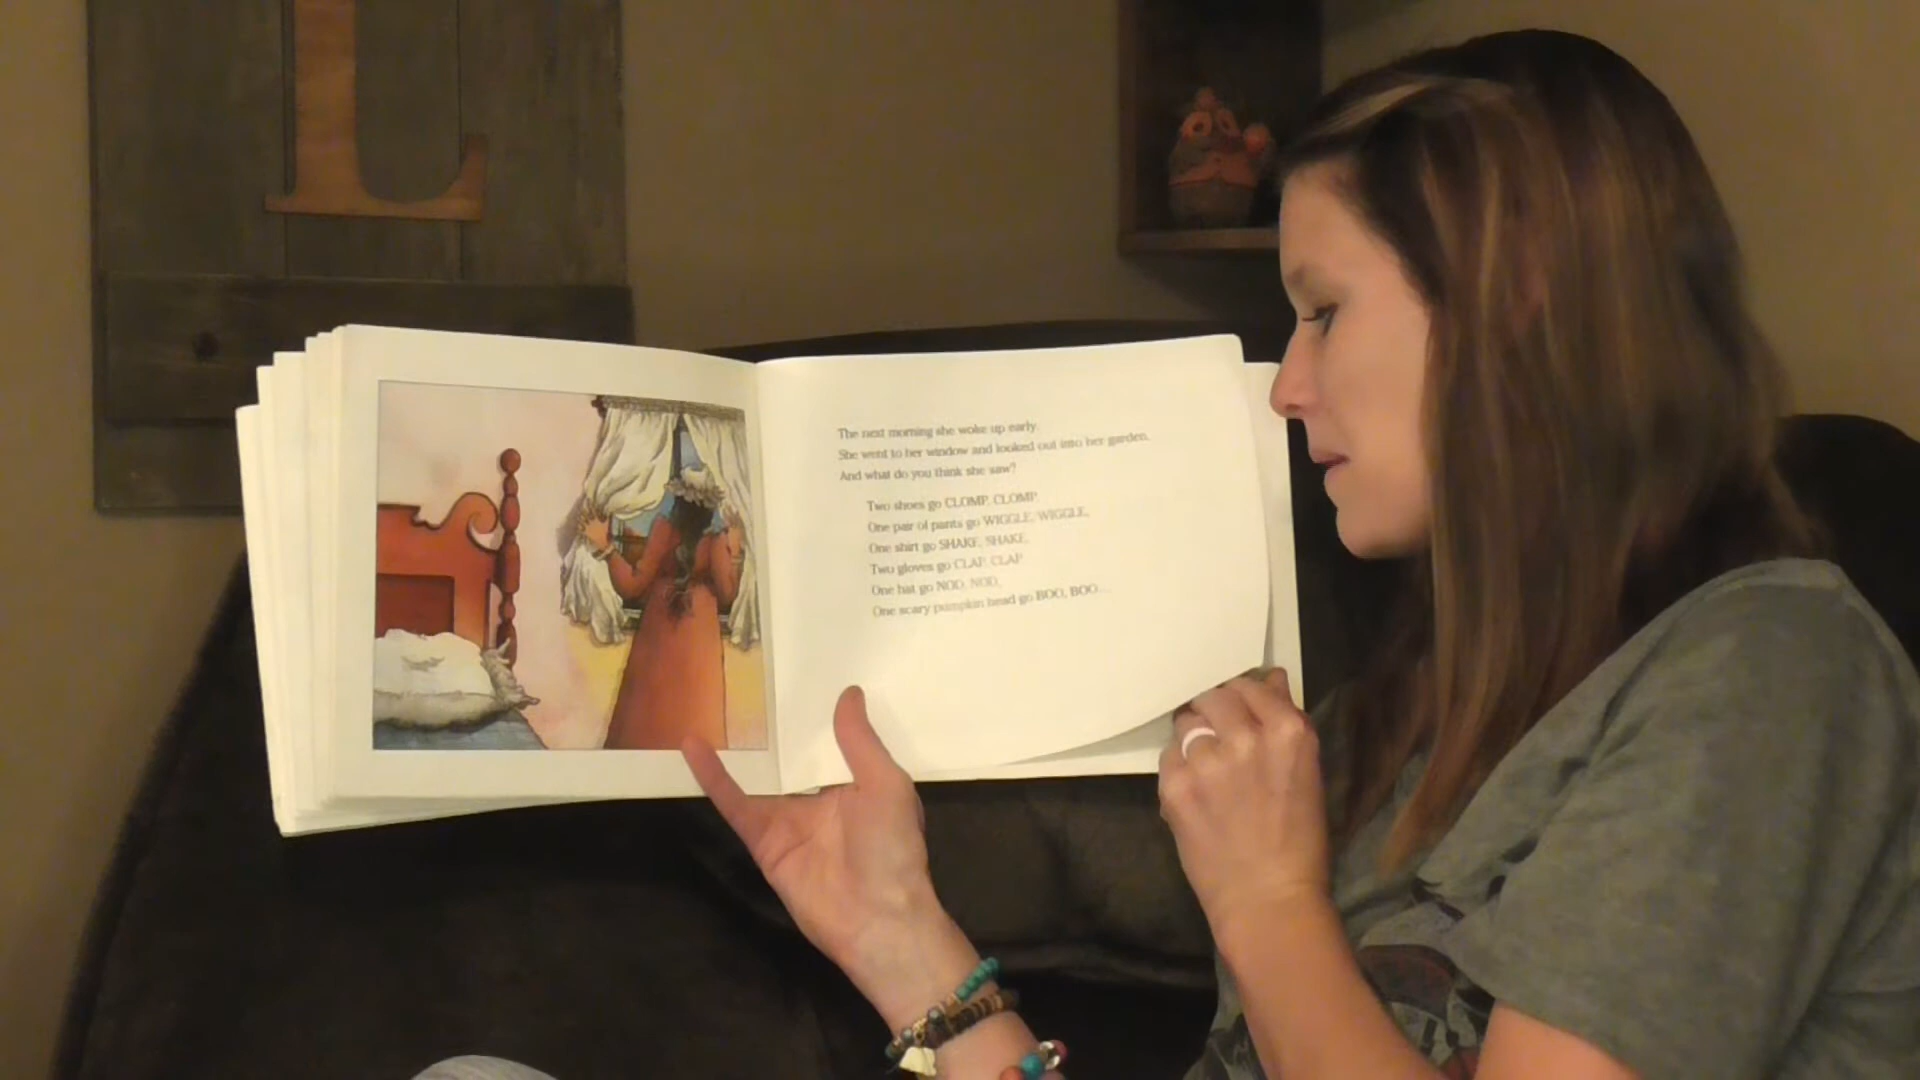 L
The next morning she woke up early.
She went to her window and looked out into her garden.
And what do you think she saw?
Two shoes go CLOMP, CLOMP,
One pair of pants go WIGGLE, WIGGLE,
One shirt go SHAKE, SHAKE,
Two gloves go CLAP, CLAP
One hat go NOD, NOD,
One scary pumpkin head go BOO, BOO...